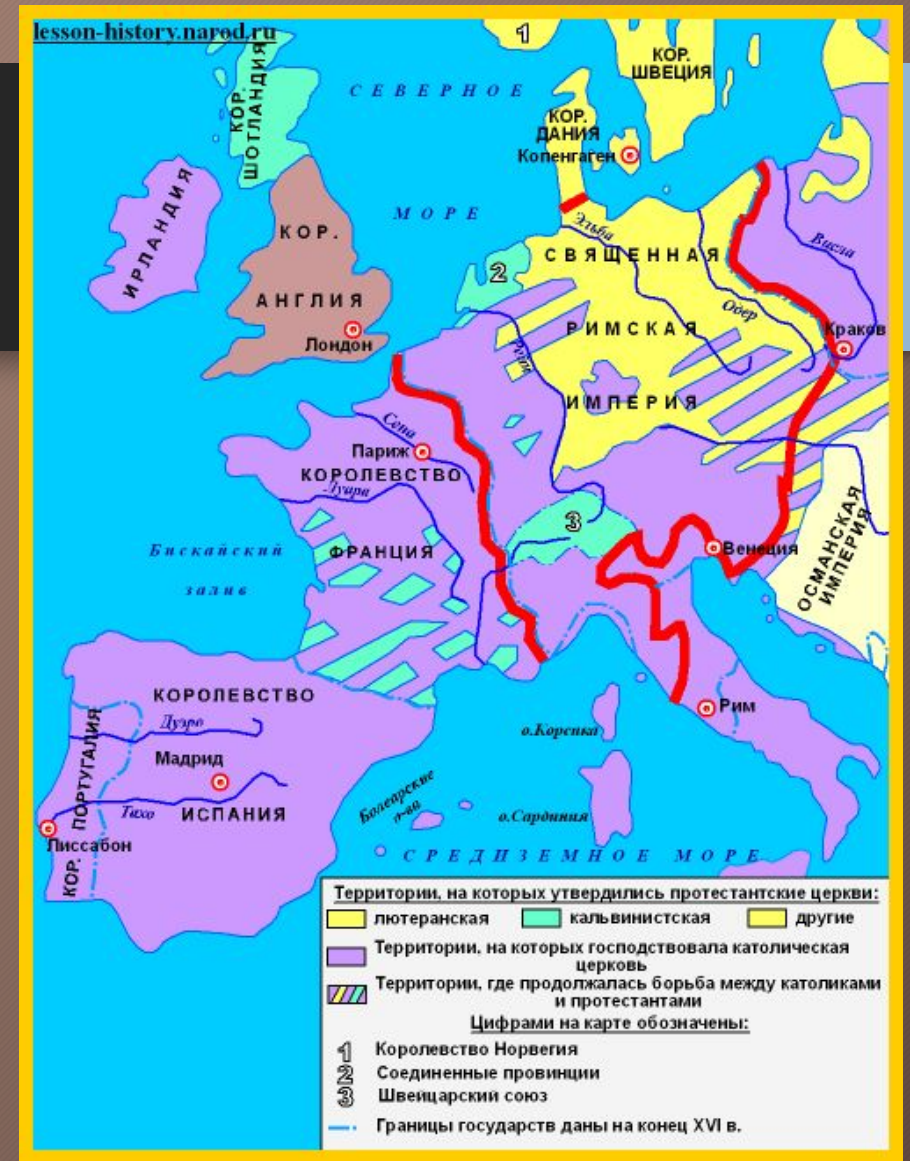 lesson-history.narod.ru
1
КОР.
ШВЕЦИЯ
КОР.
ШОТЛАНДИЯ
СЕВЕРНОЕ
КОР.
ДАНИЯ
Копенгаген
ИРЛАНДИЯ
МОРЕ
КОР.
АНГЛИЯ
Лондон
2
Эльба
СВЯЩЕННАЯ
Висла
Одер
РИМСКАЯ
Краков
Рейн
ИМПЕРИЯ
Сена
Париж
КОРОЛЕВСТВО
Луара
ФРАНЦИЯ
3
Венеция
ОСМАНСКАЯ
ИМПЕРИЯ
Бискайский
залив
КОРОЛЕВСТВО
Дуэро
Мадрид
ИСПАНИЯ
Тахо
КОР. ПОРТУГАЛИЯ
Лиссабон
Рим
о.Корсика
Болеарские
о-ва
о.Сардиния
СРЕДИЗЕМНОЕ МОРЕ
Территории, на которых утвердились протестантские церкви:
лютеранская кальвинистская другие
Территории, на которых господствовала католическая
церковь
Территории, где продолжалась борьба между католиками
и протестантами
Цифрами на карте обозначены:
1 Королевство Норвегия
2 Соединенные провинции
3 Швейцарский союз
Границы государств даны на конец XVI в.